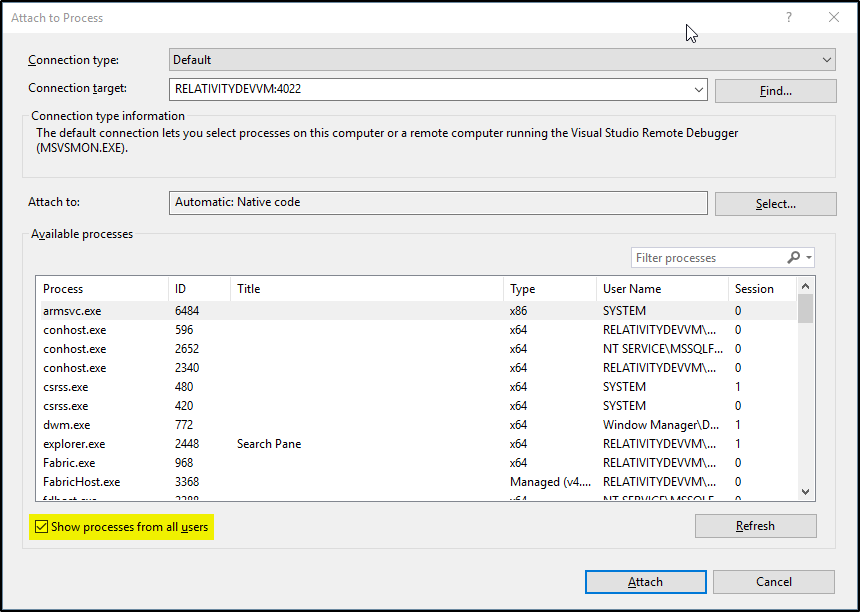 Attach to Process
?
Connection type:
Default
Connection target:
RELATIVITYDEVVM:4022
Find...
Connection type information
The default connection lets you select processes on this computer or a remote computer running the Visual Studio Remote Debugger
(MSVSMON.EXE).
Attach to:
Automatic: Native code
Select...
Available processes
Filter processes
Process ID Title Type User Name Session
armsvc.exe 6484 x86 SYSTEM 0
conhost.exe 596 x64 RELATIVITYDEVVM\... 0
conhost.exe 2652 x64 NT SERVICE\MSSQLF... 0
conhost.exe 2340 x64 RELATIVITYDEVVM\... 0
csrss.exe 480 x64 SYSTEM 1
csrss.exe 420 x64 SYSTEM 0
dwm.exe 772 x64 Window Manager\D... 1
explorer.exe 2448 Search Pane x64 RELATIVITYDEVVM\... 1
Fabric.exe 968 x64 RELATIVITYDEVVM\... 0
FabricHost.exe 3368 Managed (v4.... RELATIVITYDEVVM\... 0
Show processes from all users
Refresh
Attach
Cancel